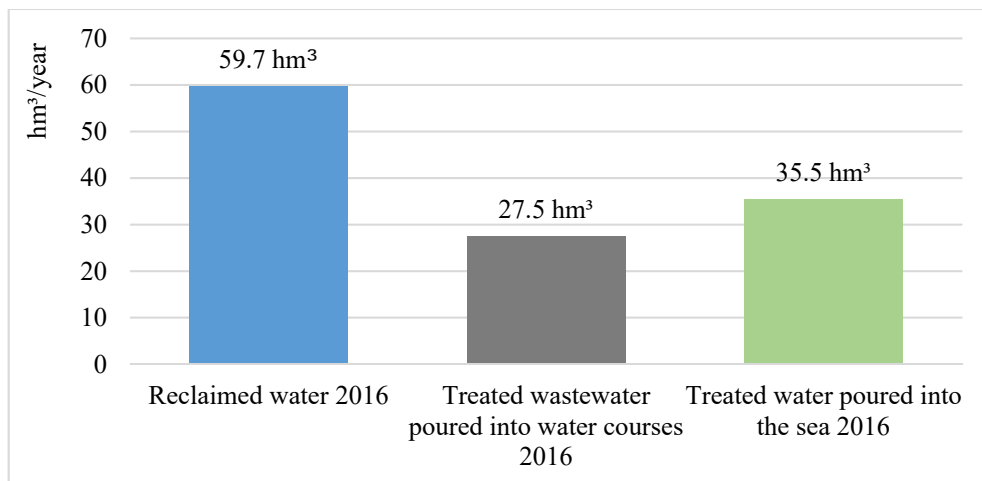 hm³/year
70
60
50
40
30
20
10
0
59.7 hm³
27.5 hm³
35.5 hm³
Reclaimed water 2016
Treated wastewater
poured into water courses
2016
Treated water poured into
the sea 2016